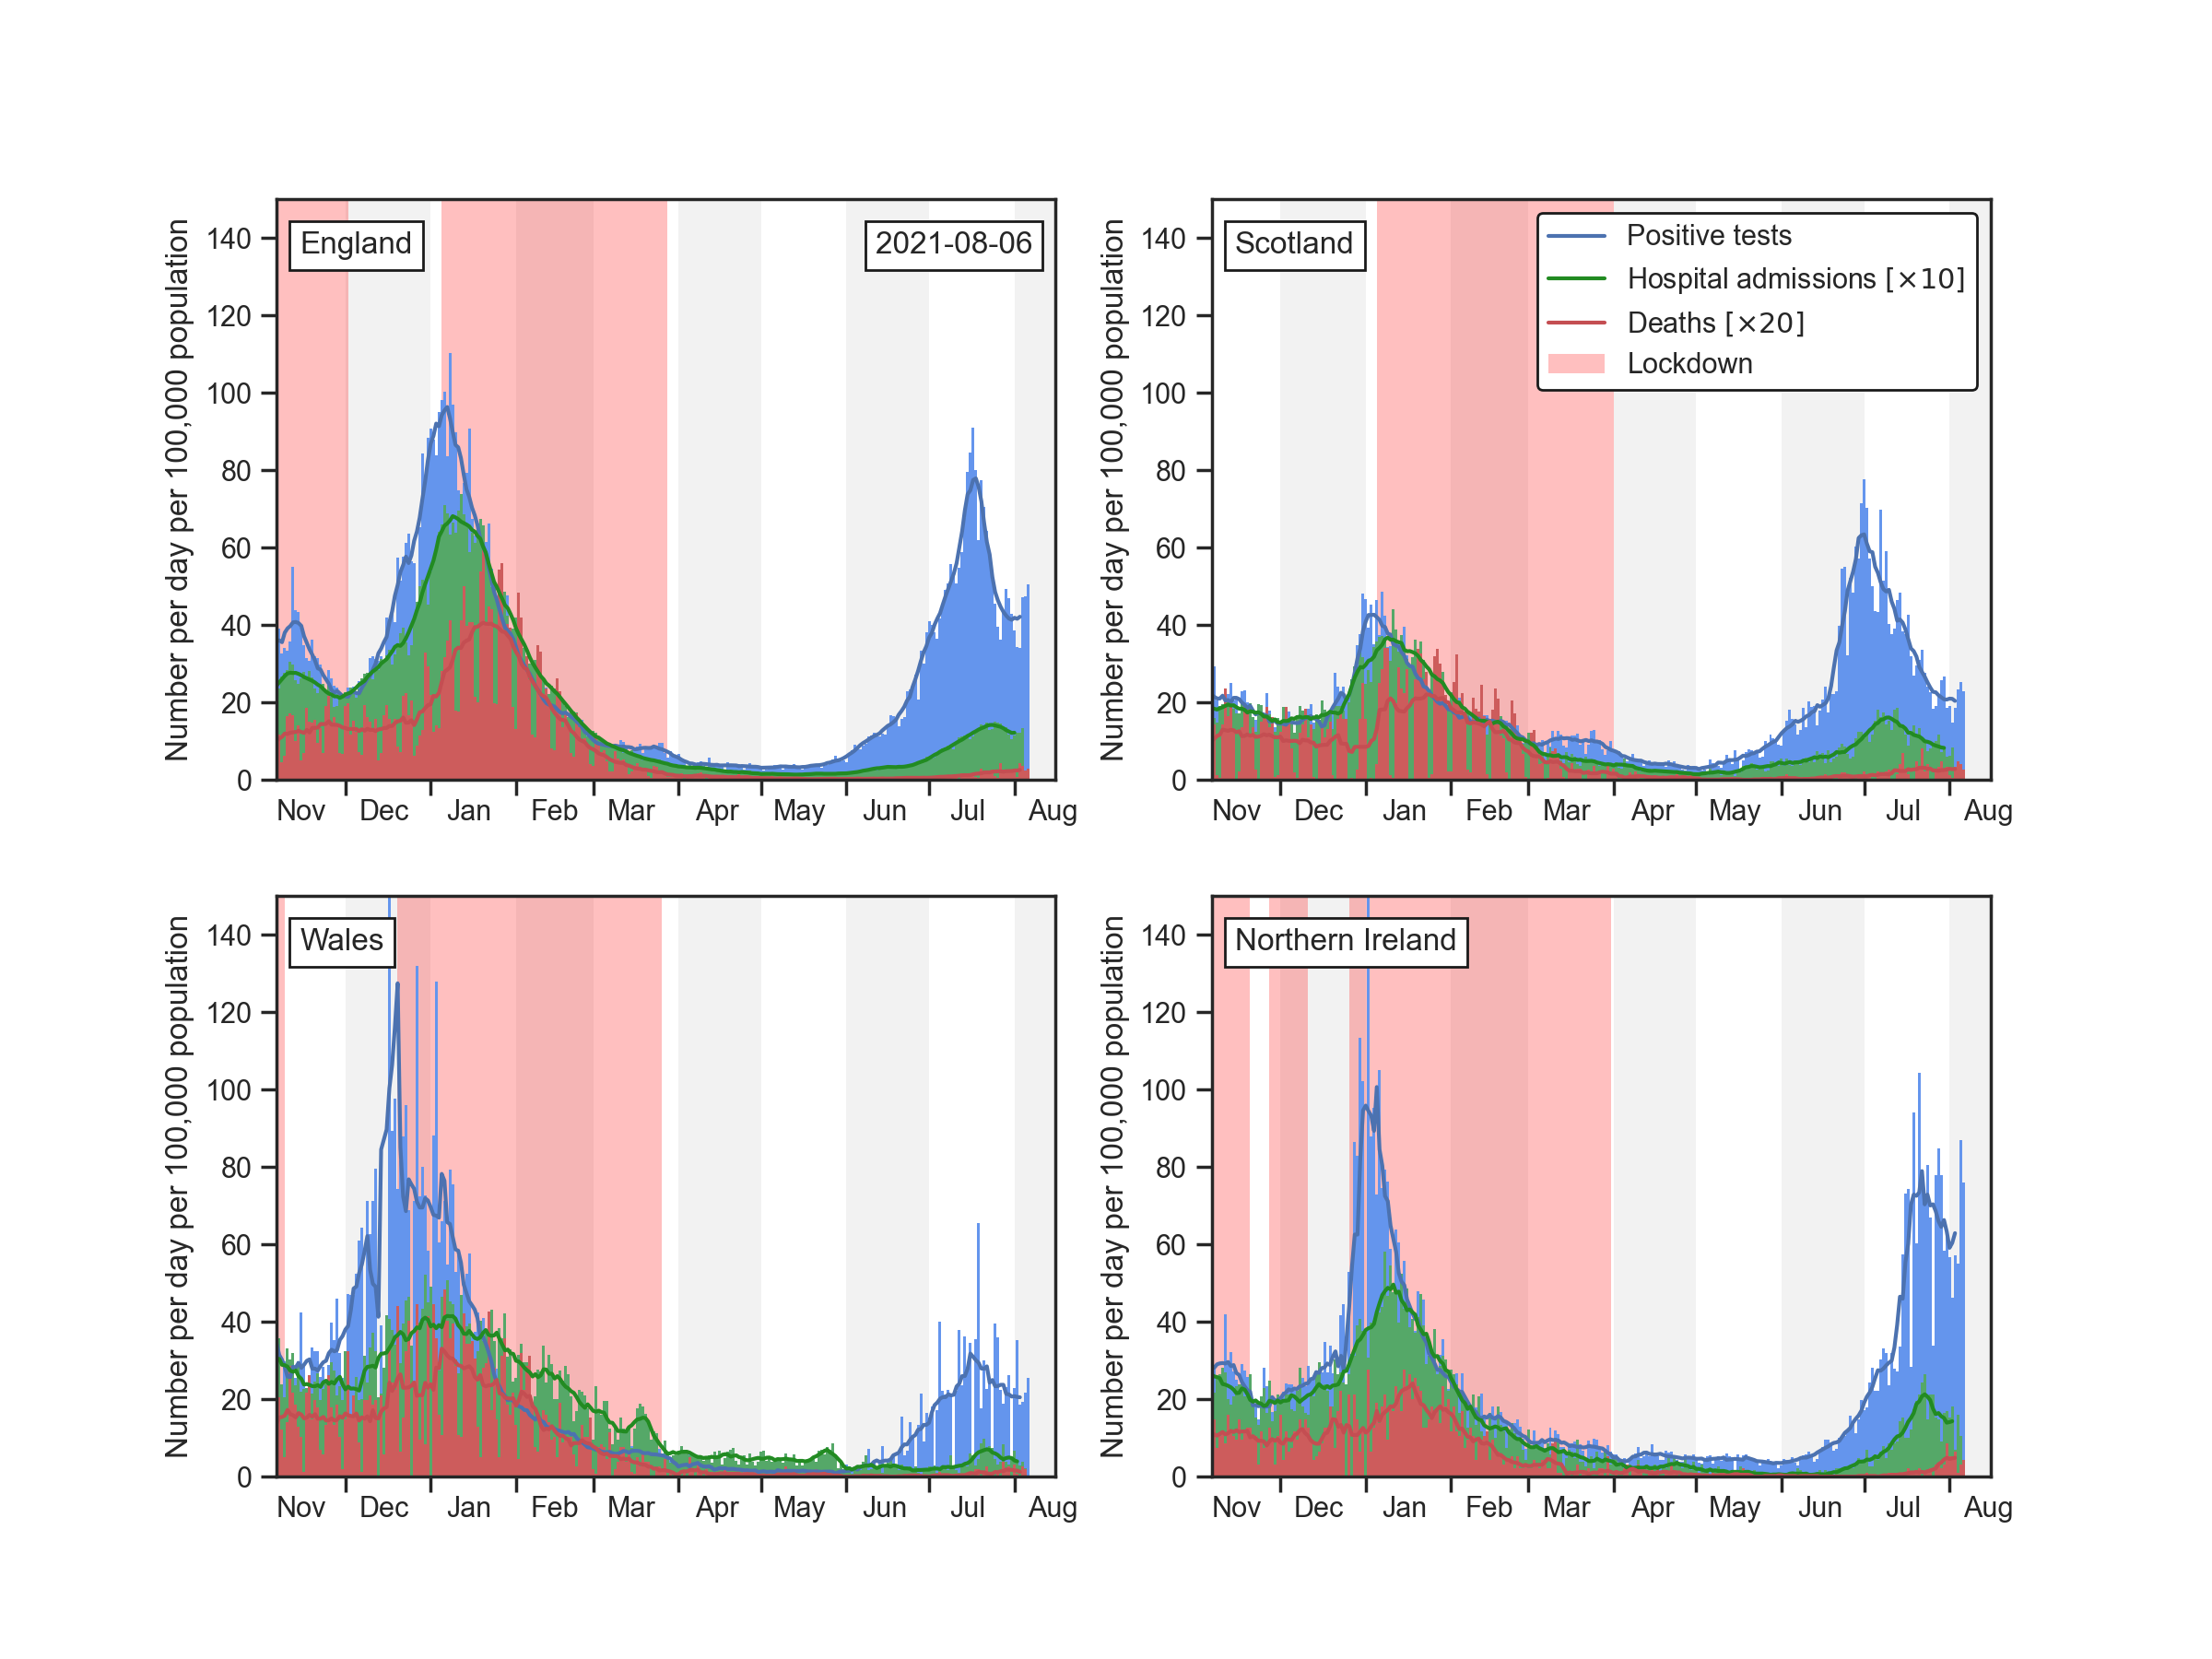 Number per day per 100,000 population
140
120
100
80
60
40
20
0
England
2021-08-06
Nov Dec Jan Feb Mar Apr May Jun Jul Aug
Number per day per 100,000 population
140
120
100
80
60
40
20
0
Scotland
Positive tests
Hospital admissions [×10]
Deaths [×20]
Lockdown
Nov Dec Jan Feb Mar Apr May Jun Jul Aug
Number per day per 100,000 population
140
120
100
80
60
40
20
0
Wales
Nov Dec Jan Feb Mar Apr May Jun Jul Aug
Number per day per 100,000 population
140
120
100
80
60
40
20
0
Northern Ireland
Nov Dec Jan Feb Mar Apr May Jun Jul Aug